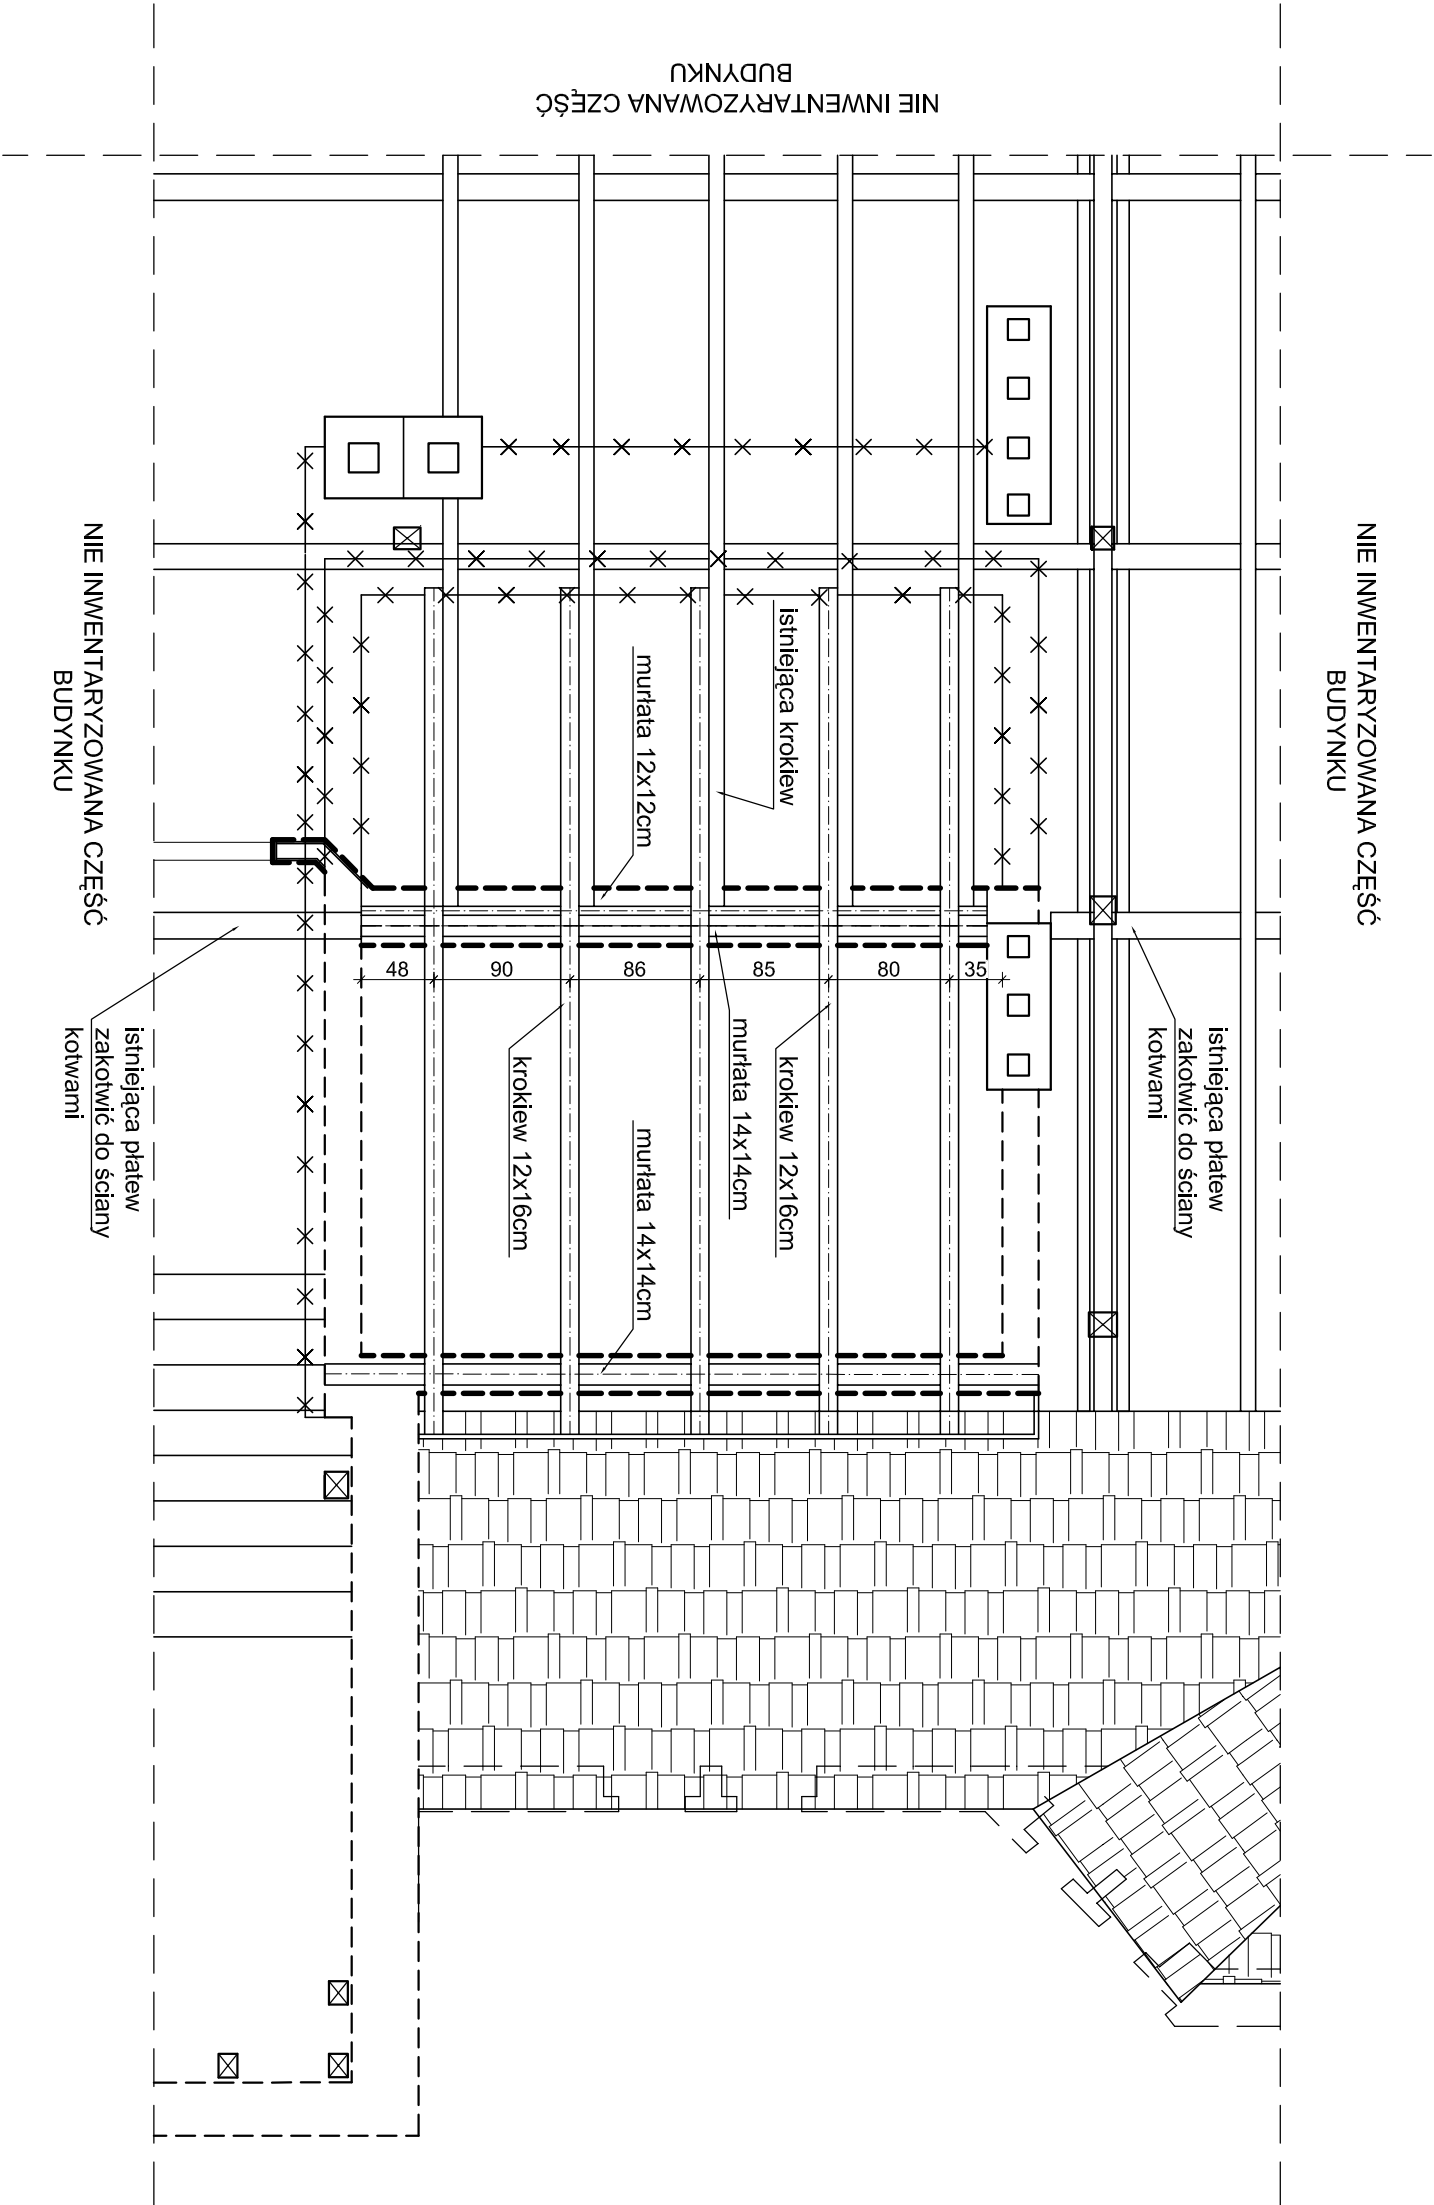 NIE INWENTARYZOWANA CZĘŚĆ
BUDYNKU
NIE INWENTARYZOWANA CZĘŚĆ
BUDYNKU
NIE INWENTARYZOWANA CZĘŚĆ
BUDYNKU
istniejąca krokiew
murłata 12x12cm
48
90
86
85
80
35
istniejąca płatew
zakotwić do ściany
kotwami
krokiew 12x16cm
murłata 14x14cm
krokiew 12x16cm
murłata 14x14cm
istniejąca płatew
zakotwić do ściany
kotwami